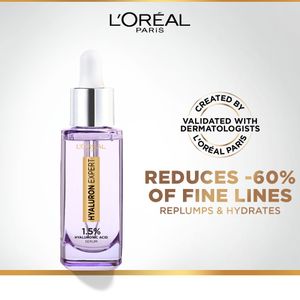 L'ORÉAL
PARIS
CREATED BY
VALIDATED WITH
DERMATOLOGISTS
L'ORÉAL PARIS
L'ORÉAL
HYALURON EXPERT
1.5%
HYALURONIC ACID
SERUM
REDUCES -60%
OF FINE LINES
REPLUMPS & HYDRATES